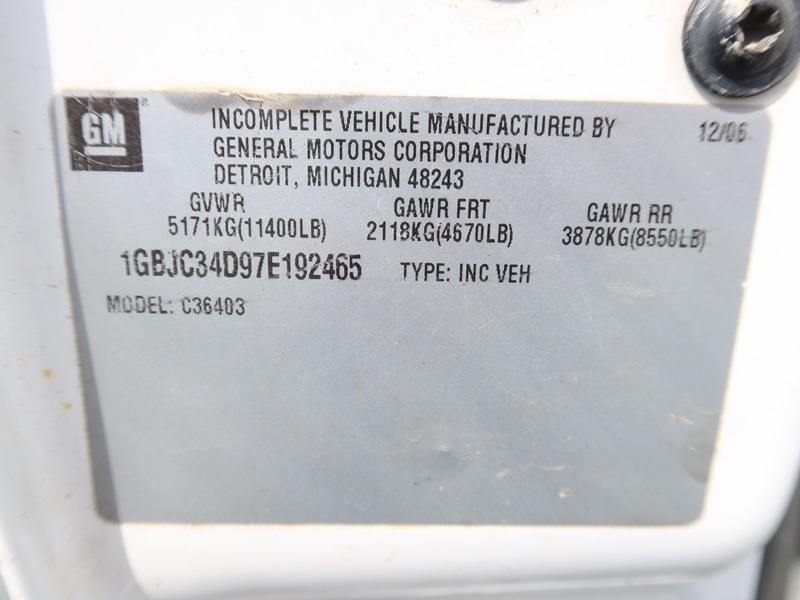 GM
INCOMPLETE VEHICLE MANUFACTURED BY 12/06
GENERAL MOTORS CORPORATION
DETROIT, MICHIGAN 48243
GVWR GAWR FRT GAWR RR
5171KG(11400LB) 2118KG(4670LB) 3878KG(8550LB)
1GBJC34D97E192465 TYPE: INC VEH
MODEL: C36403